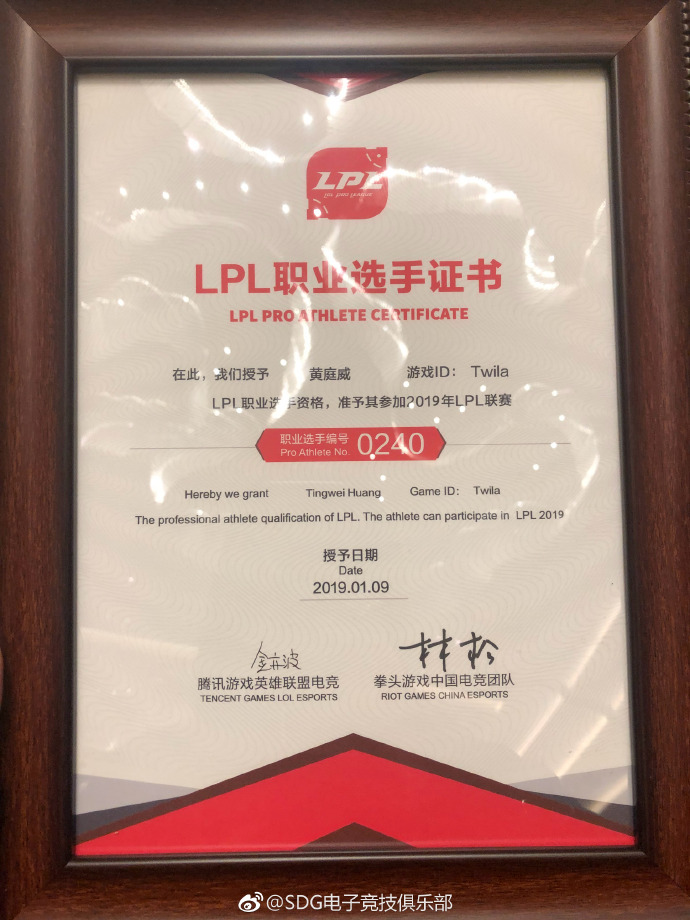 LPL
LPL职业选手证书
LPL PRO ATHLETE CERTIFICATE
在此，我们授予 黄庭威 游戏ID： Twila
LPL职业选手资格，准予其参加2019年LPL联赛
职业选手编号 0240
Pro Athlete No.
Hereby we grant Tingwei Huang Game ID: Twila
The professional athlete qualification of LPL. The athlete can participate in LPL 2019
授予日期
Date
2019.01.09
林松
腾讯游戏英雄联盟电竞 拳头游戏中国电竞团队
TENCENT GAMES LOL ESPORTS RIOT GAMES CHINA ESPORTS
@SDG电子竞技俱乐部